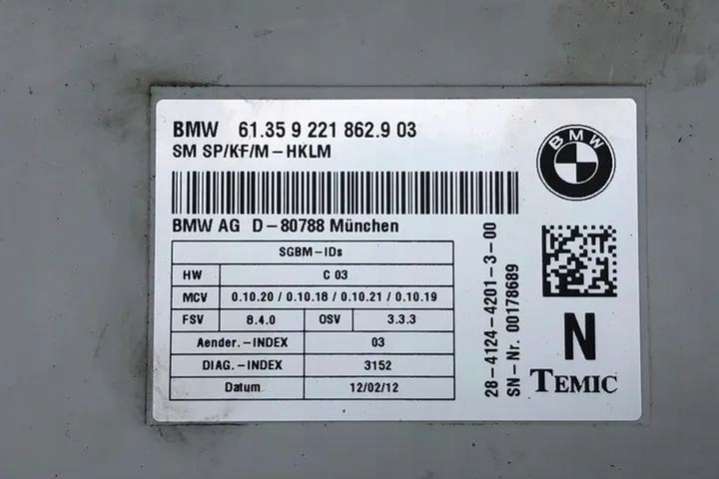 BMW 61.35 9 221 862.9 03
SM SP/KF/M-HKLM
BMW
BMW AG D-80788 München
SGBM-IDs
HW C 03
MCV 0.10.20 / 0.10.18 / 0.10.21 / 0.10.19
FSV 8.4.0 OSV 3.3.3
Aender.-INDEX 03
DIAG.-INDEX 3152
Datum 12/02/12
28-4124-4201-3-00
SN-Nr. 00178689
N
TEMIC